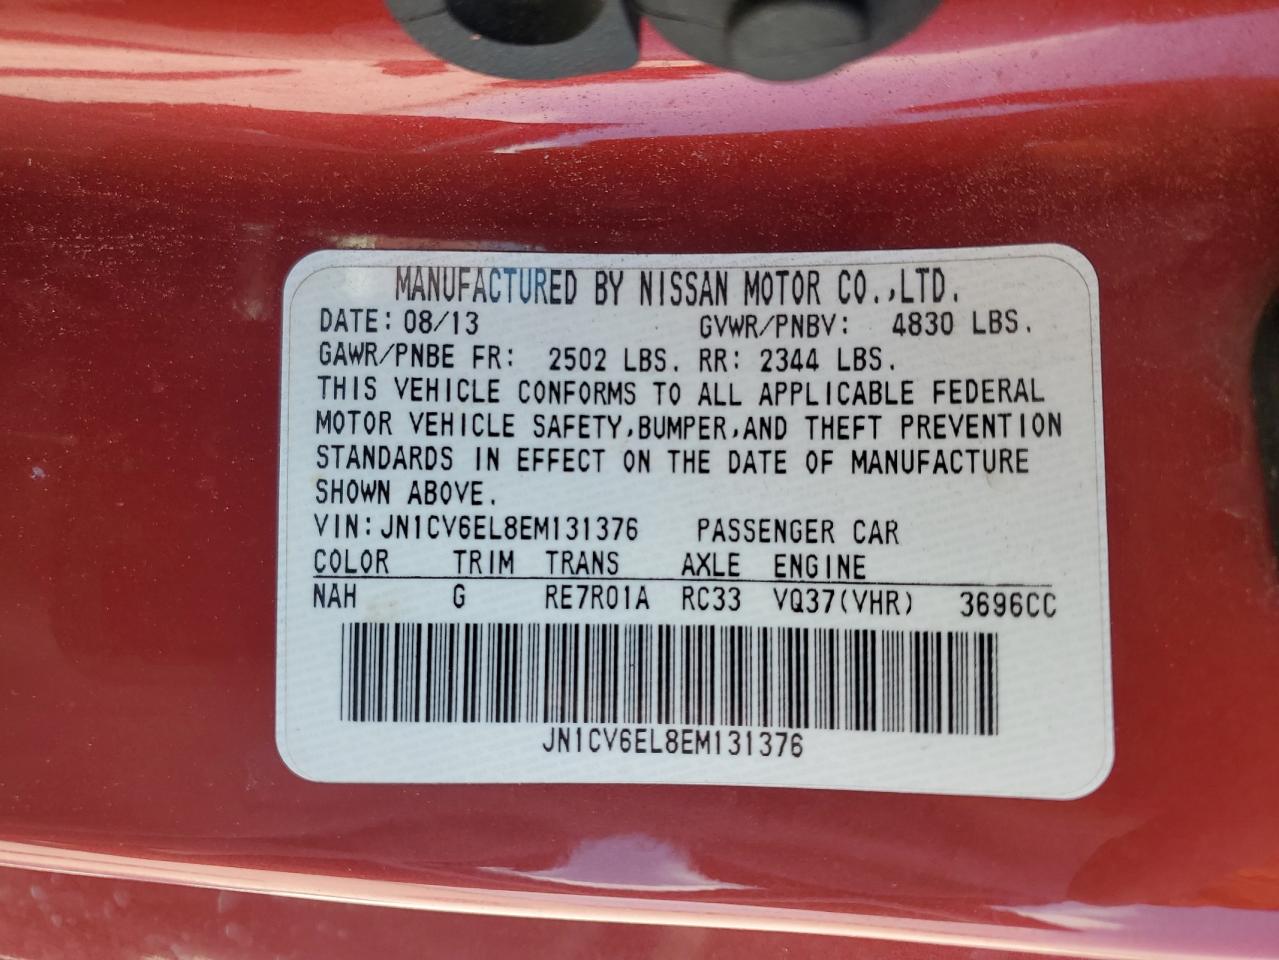 MANUFACTURED BY NISSAN MOTOR CO.,LTD.
DATE: 08/13 GVWR/PNBV: 4830 LBS.
GAWR/PNBE FR: 2502 LBS. RR: 2344 LBS.
THIS VEHICLE CONFORMS TO ALL APPLICABLE FEDERAL
MOTOR VEHICLE SAFETY,BUMPER,AND THEFT PREVENTION
STANDARDS IN EFFECT ON THE DATE OF MANUFACTURE
SHOWN ABOVE.
VIN:JN1CV6EL8EM131376 PASSENGER CAR
COLOR TRIM TRANS AXLE ENGINE
NAH G RE7R01A RC33 VQ37(VHR) 3696CC
JN1CV6EL8EM131376